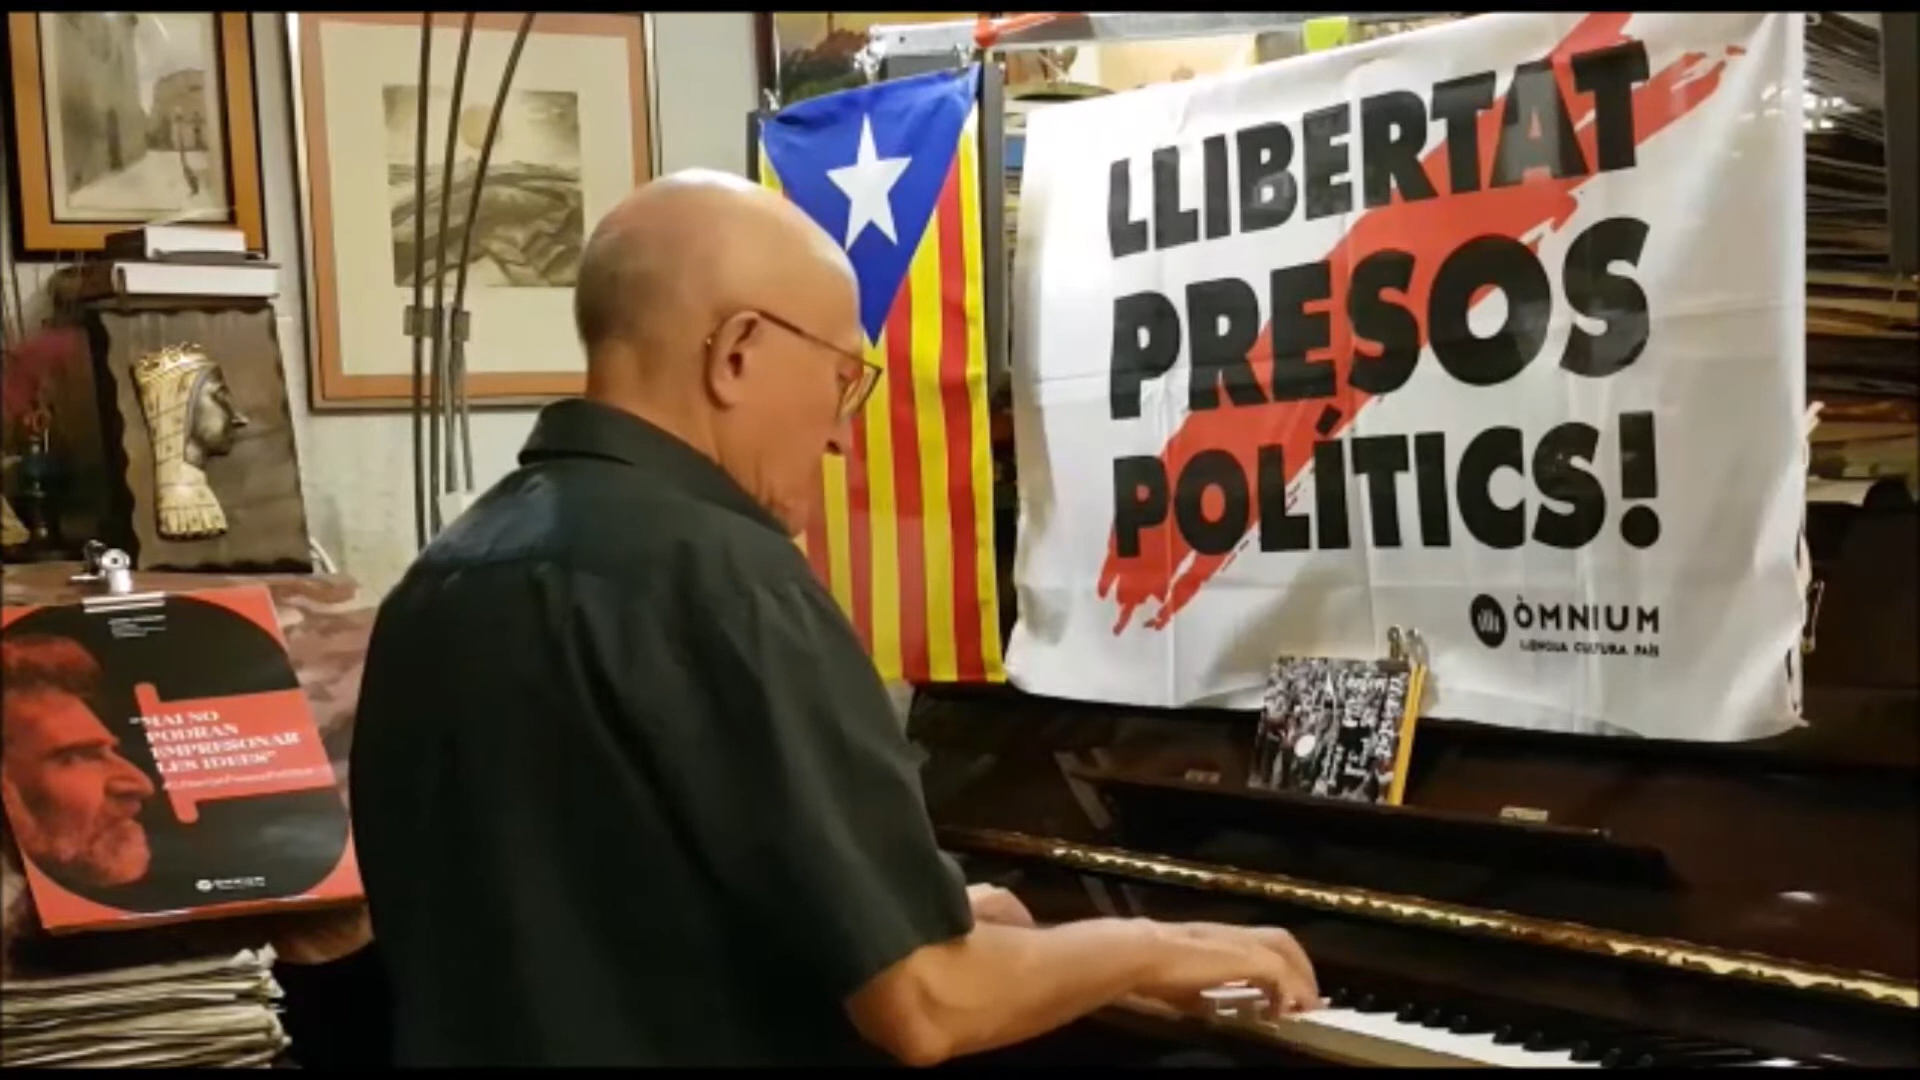 LLIBERTAT
PRESOS
POLÍTICS!
ÒMNIUM
LLENGUA CULTURA PAÍS
"MAI NO
PODRAN
EMPRESONAR
LES IDEES"